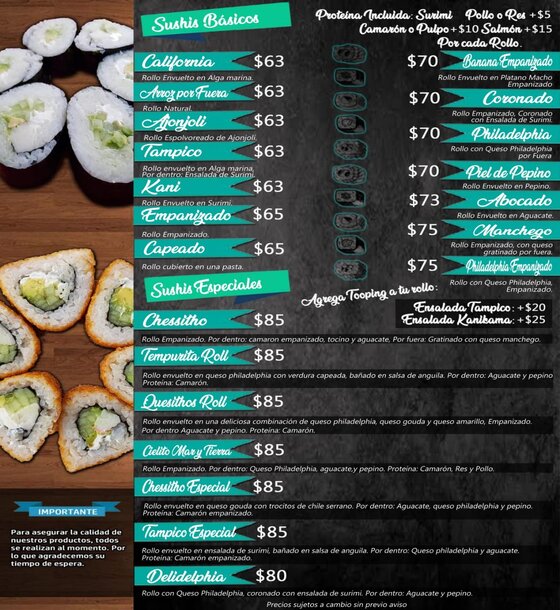 Sushis Básicos
Proteína Incluida: Surimi Pollo o Res +$5
Camarón o Pulpo +$10 Salmón +$15
Por cada Rollo.
California $63
Rollo Envuelto en Alga marina.
Arroz por Fuera $63
Rollo Natural.
Ajonjoli $63
Rollo Espolvoreado de Ajonjoli.
Tampico $63
Rollo envuelto en Alga marina,
Por dentro: Ensalada de Surimi.
Kani $63
Rollo Envuelto en Surimi.
Empanizado $65
Rollo Empanizado.
Capeado $65
Rollo cubierto en una pasta.
$70 Banana Empanizado
Rollo Envuelto en Platano Macho
Empanizado
$70 Coronado
Rollo Empanizado, Coronado
con Ensalada de Surimi.
$70 Philadelphia
Rollo con Queso Philadelphia
por Fuera
$70 Piel de Pepino
Rollo Envuelto en Pepino.
$73 Abocado
Rollo Envuelto en Aguacate.
$75 Manchego
Rollo Empanizado, con queso
gratinado por fuera.
$75 Philadelphia Empanizado
Rollo con Queso Philadelphia,
Empanizado.
Agrega Tooping a tu rollo:
Ensalada Tampico: +$20
Ensalada Kanikama: +$25
Sushis Especiales
Chessitho $85
Rollo Empanizado. Por dentro: camaron empanizado, tocino y aguacate, Por fuera: Gratinado con queso manchego.
Tempurita Roll $85
Rollo envuelto en queso philadelphia con verdura capeada, bañado en salsa de anguila. Por dentro: Aguacate y pepino
Proteina: Camarón.
Quesithos Roll $85
Rollo envuelto en una deliciosa combinación de queso philadelphia, queso gouda y queso amarillo, Empanizado.
Por dentro Aguacate y pepino. Proteína: Camarón.
Cielito Mar y Tierra $85
Rollo Empanizado. Por dentro: Queso Philadelphia, aguacate,y pepino. Proteina: Camarón, Res y Pollo.
Chessitho Especial $85
Rollo envuelto en queso gouda con trocitos de chile serrano. Por dentro: Aguacate, queso philadelphia y pepino.
Proteína: Camarón empanizado.
Tampico Especial $85
Rollo envuelto en ensalada de surimi, bañado en salsa de anguila. Por dentro: Queso philadelphia y aguacate.
Proteína: Camarón empanizado.
Delidelphia $80
Rollo con Queso Philadelphia, coronado con ensalada de surimi. Por dentro: Aguacate y pepino.
Precios sujetos a cambio sin previo aviso
IMPORTANTE
Para asegurar la calidad de
nuestros productos, todos
se realizan al momento. Por
lo que agradecemos su
tiempo de espera.